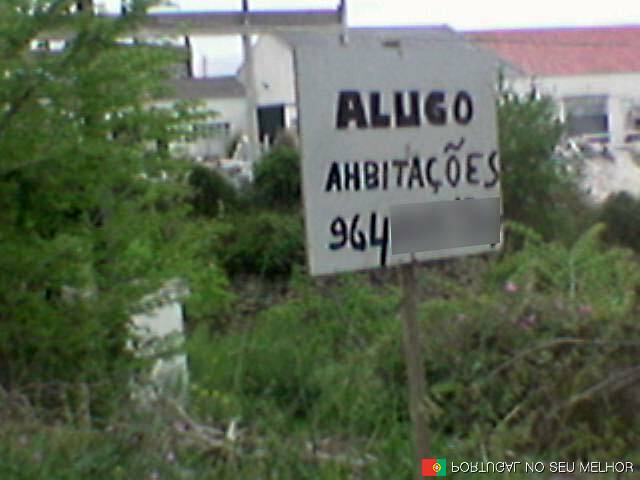 ALUGO
AHBITAÇÕES
964
PORTUGAL NO SEU MELHOR